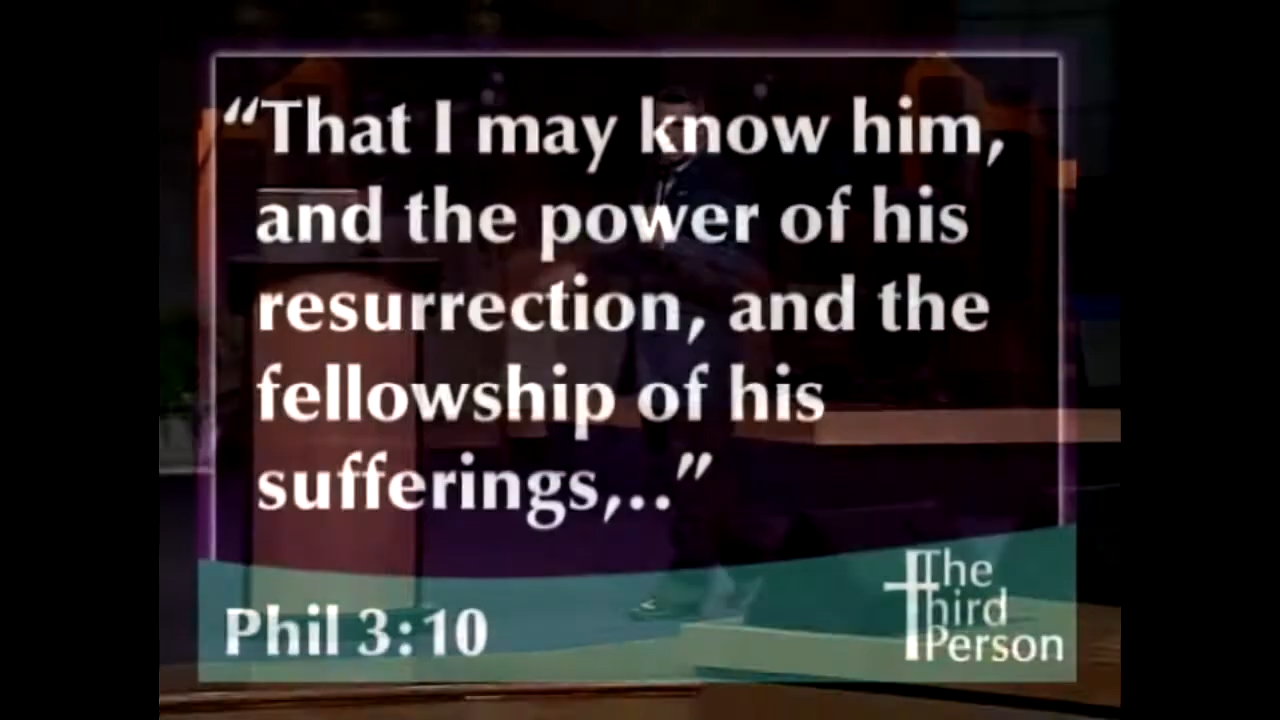 “That I may know him,
and the power of his
resurrection, and the
fellowship of his
sufferings,..”
Phil 3:10
The
Third
Person